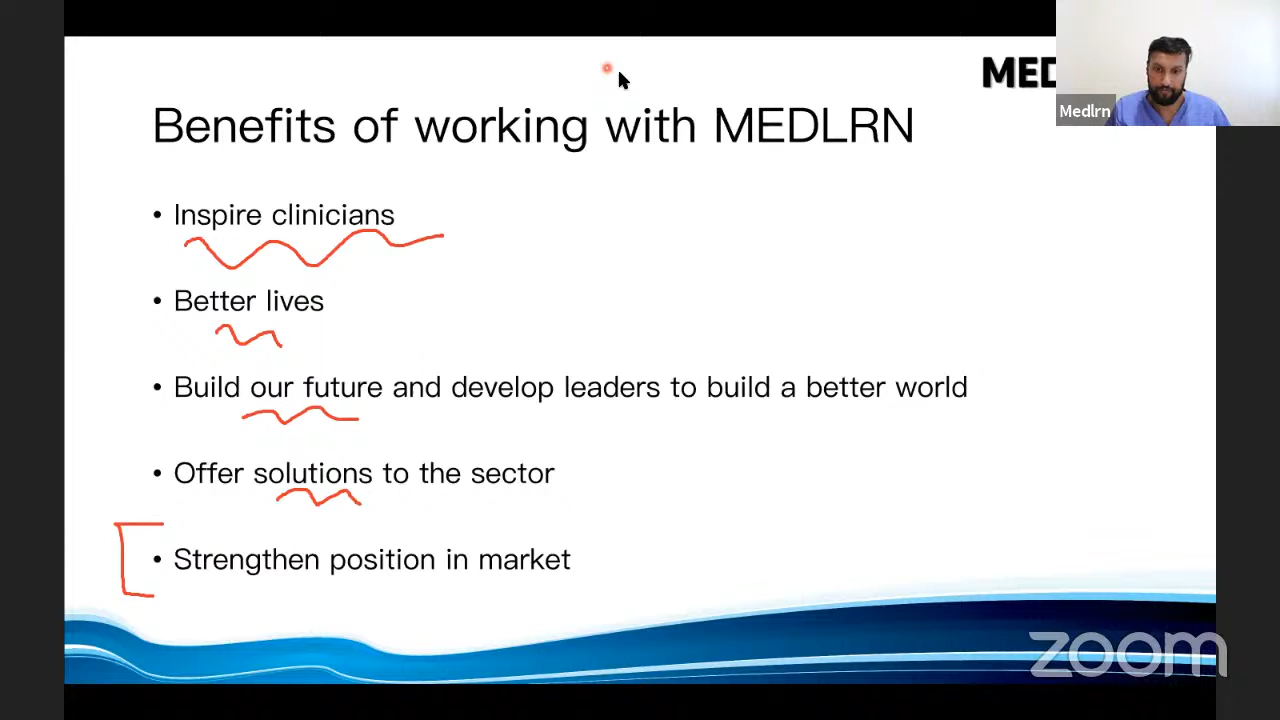 MED
Medlrn
Benefits of working with MEDLRN
• Inspire clinicians
• Better lives
• Build our future and develop leaders to build a better world
• Offer solutions to the sector
• Strengthen position in market
zoom